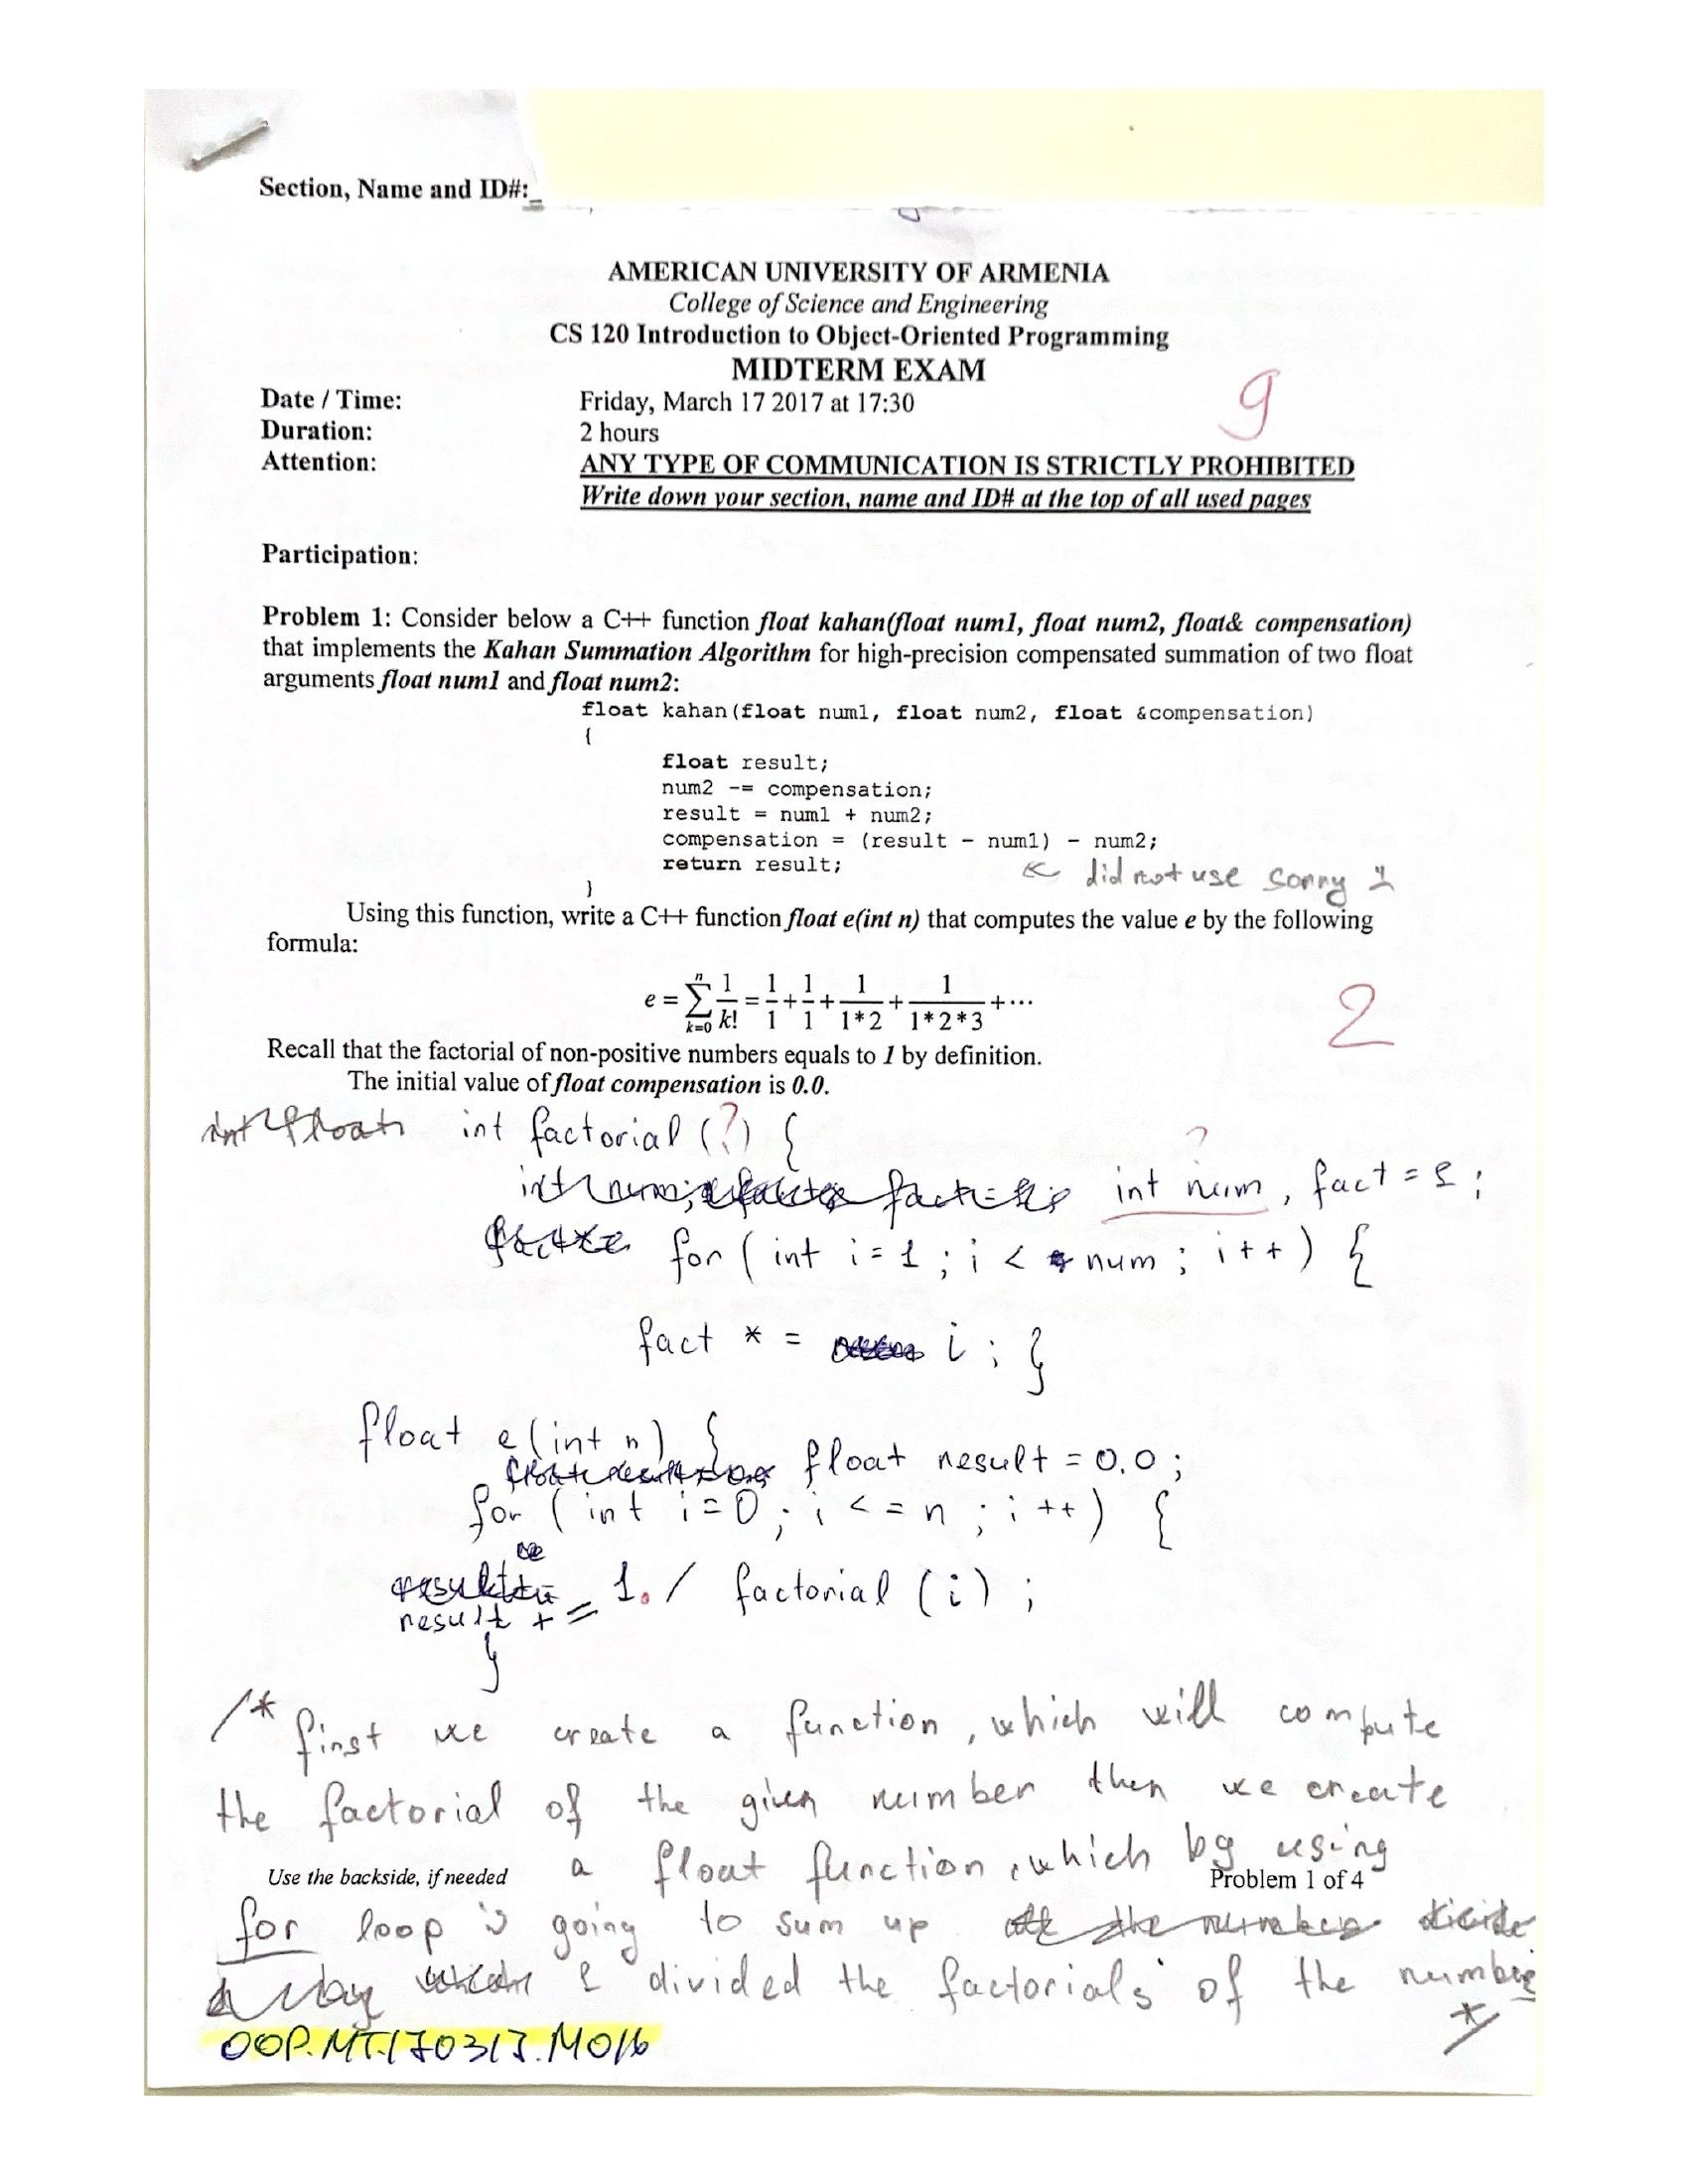 Section, Name and ID#:_
AMERICAN UNIVERSITY OF ARMENIA
College of Science and Engineering
CS 120 Introduction to Object-Oriented Programming
MIDTERM EXAM
9
Date / Time: Friday, March 17 2017 at 17:30
Duration: 2 hours
Attention: ANY TYPE OF COMMUNICATION IS STRICTLY PROHIBITED
Write down your section, name and ID# at the top of all used pages
Participation:
Problem 1: Consider below a C++ function float kahan(float num1, float num2, float& compensation)
that implements the Kahan Summation Algorithm for high-precision compensated summation of two float
arguments float num1 and float num2:
float kahan(float num1, float num2, float &compensation)
{
float result;
num2 -= compensation;
result = num1 + num2;
compensation = (result - num1) - num2;
return result;
← did not use sorry
}
Using this function, write a C++ function float e(int n) that computes the value e by the following
formula:
e = \sum_{k=0}^{n} 1/k! = 1/1 + 1/1 + 1/1*2 + 1/1*2*3 + ···
2
Recall that the factorial of non-positive numbers equals to 1 by definition.
The initial value of float compensation is 0.0.
int factorial (?) {
?
int num, fact = 1;
for (int i = 1; i < num; i++) {
fact *= i; }
float e(int n) {
float result = 0.0;
for (int i=0; i <= n; i++) {
result += 1. / factorial (i);
}
/* first we create a function, which will compute
the factorial of the given number then we create
a float function, which by using
Use the backside, if needed Problem 1 of 4
for loop is going to sum up
1 divided the factorials of the number
*/
OOP.MT.170317.M016